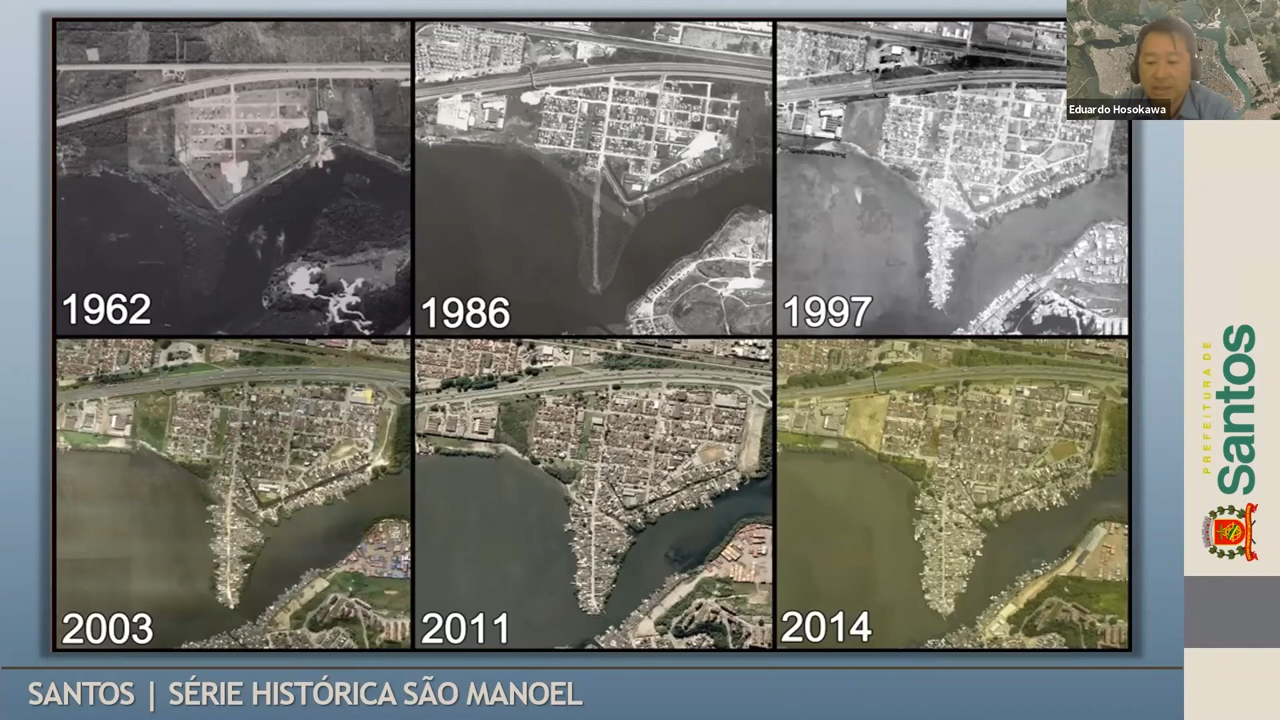 Eduardo Hosokawa
1962
1986
1997
2003
2011
2014
PREFEITURA DE
Santos
SANTOS | SÉRIE HISTÓRICA SÃO MANOEL